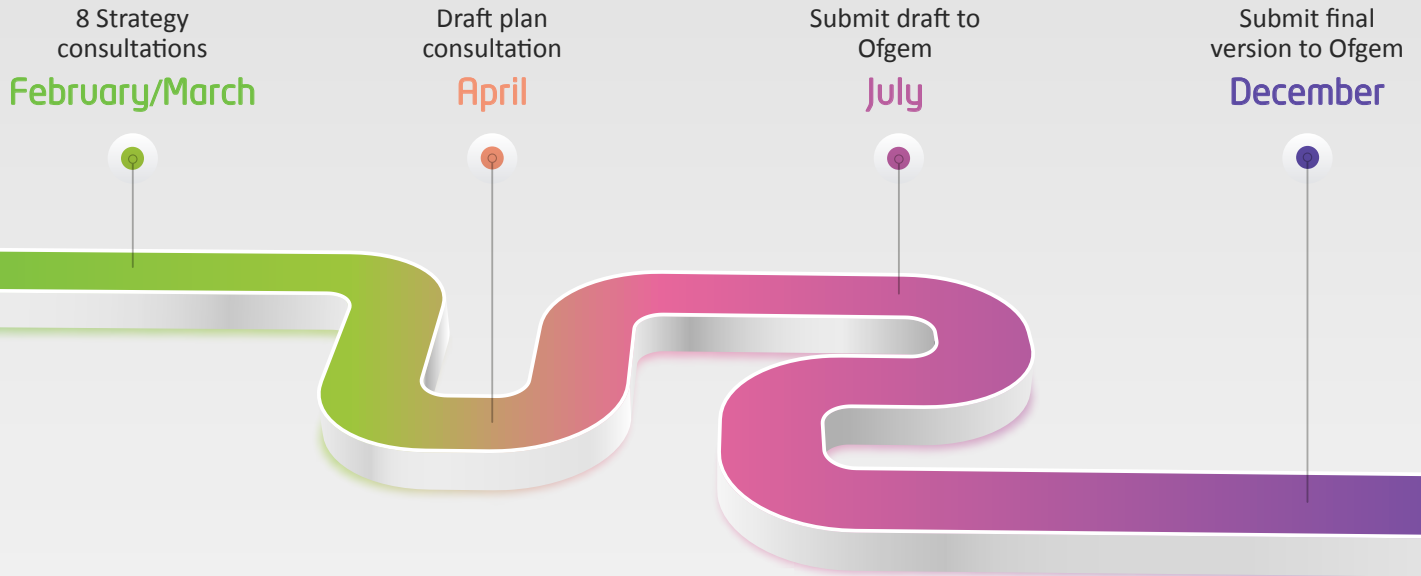 8 Strategy
consultations
February/March
Draft plan
consultation
April
Submit draft to
Ofgem
July
Submit final
version to Ofgem
December